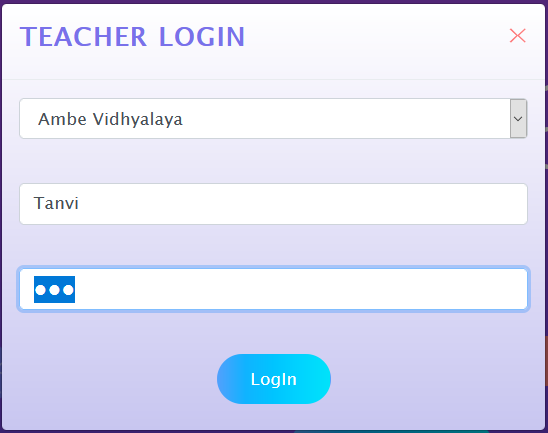 TEACHER LOGIN
Ambe Vidhyalaya
Tanvi
●●●
LogIn